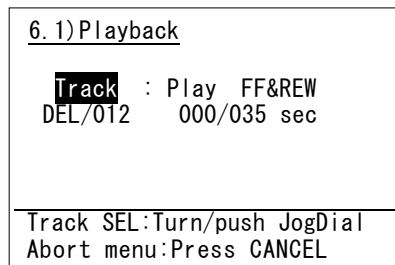 6.1)Playback
Track : Play FF&REW
DEL/012 000/035 sec
Track SEL:Turn/push JogDial
Abort menu:Press CANCEL